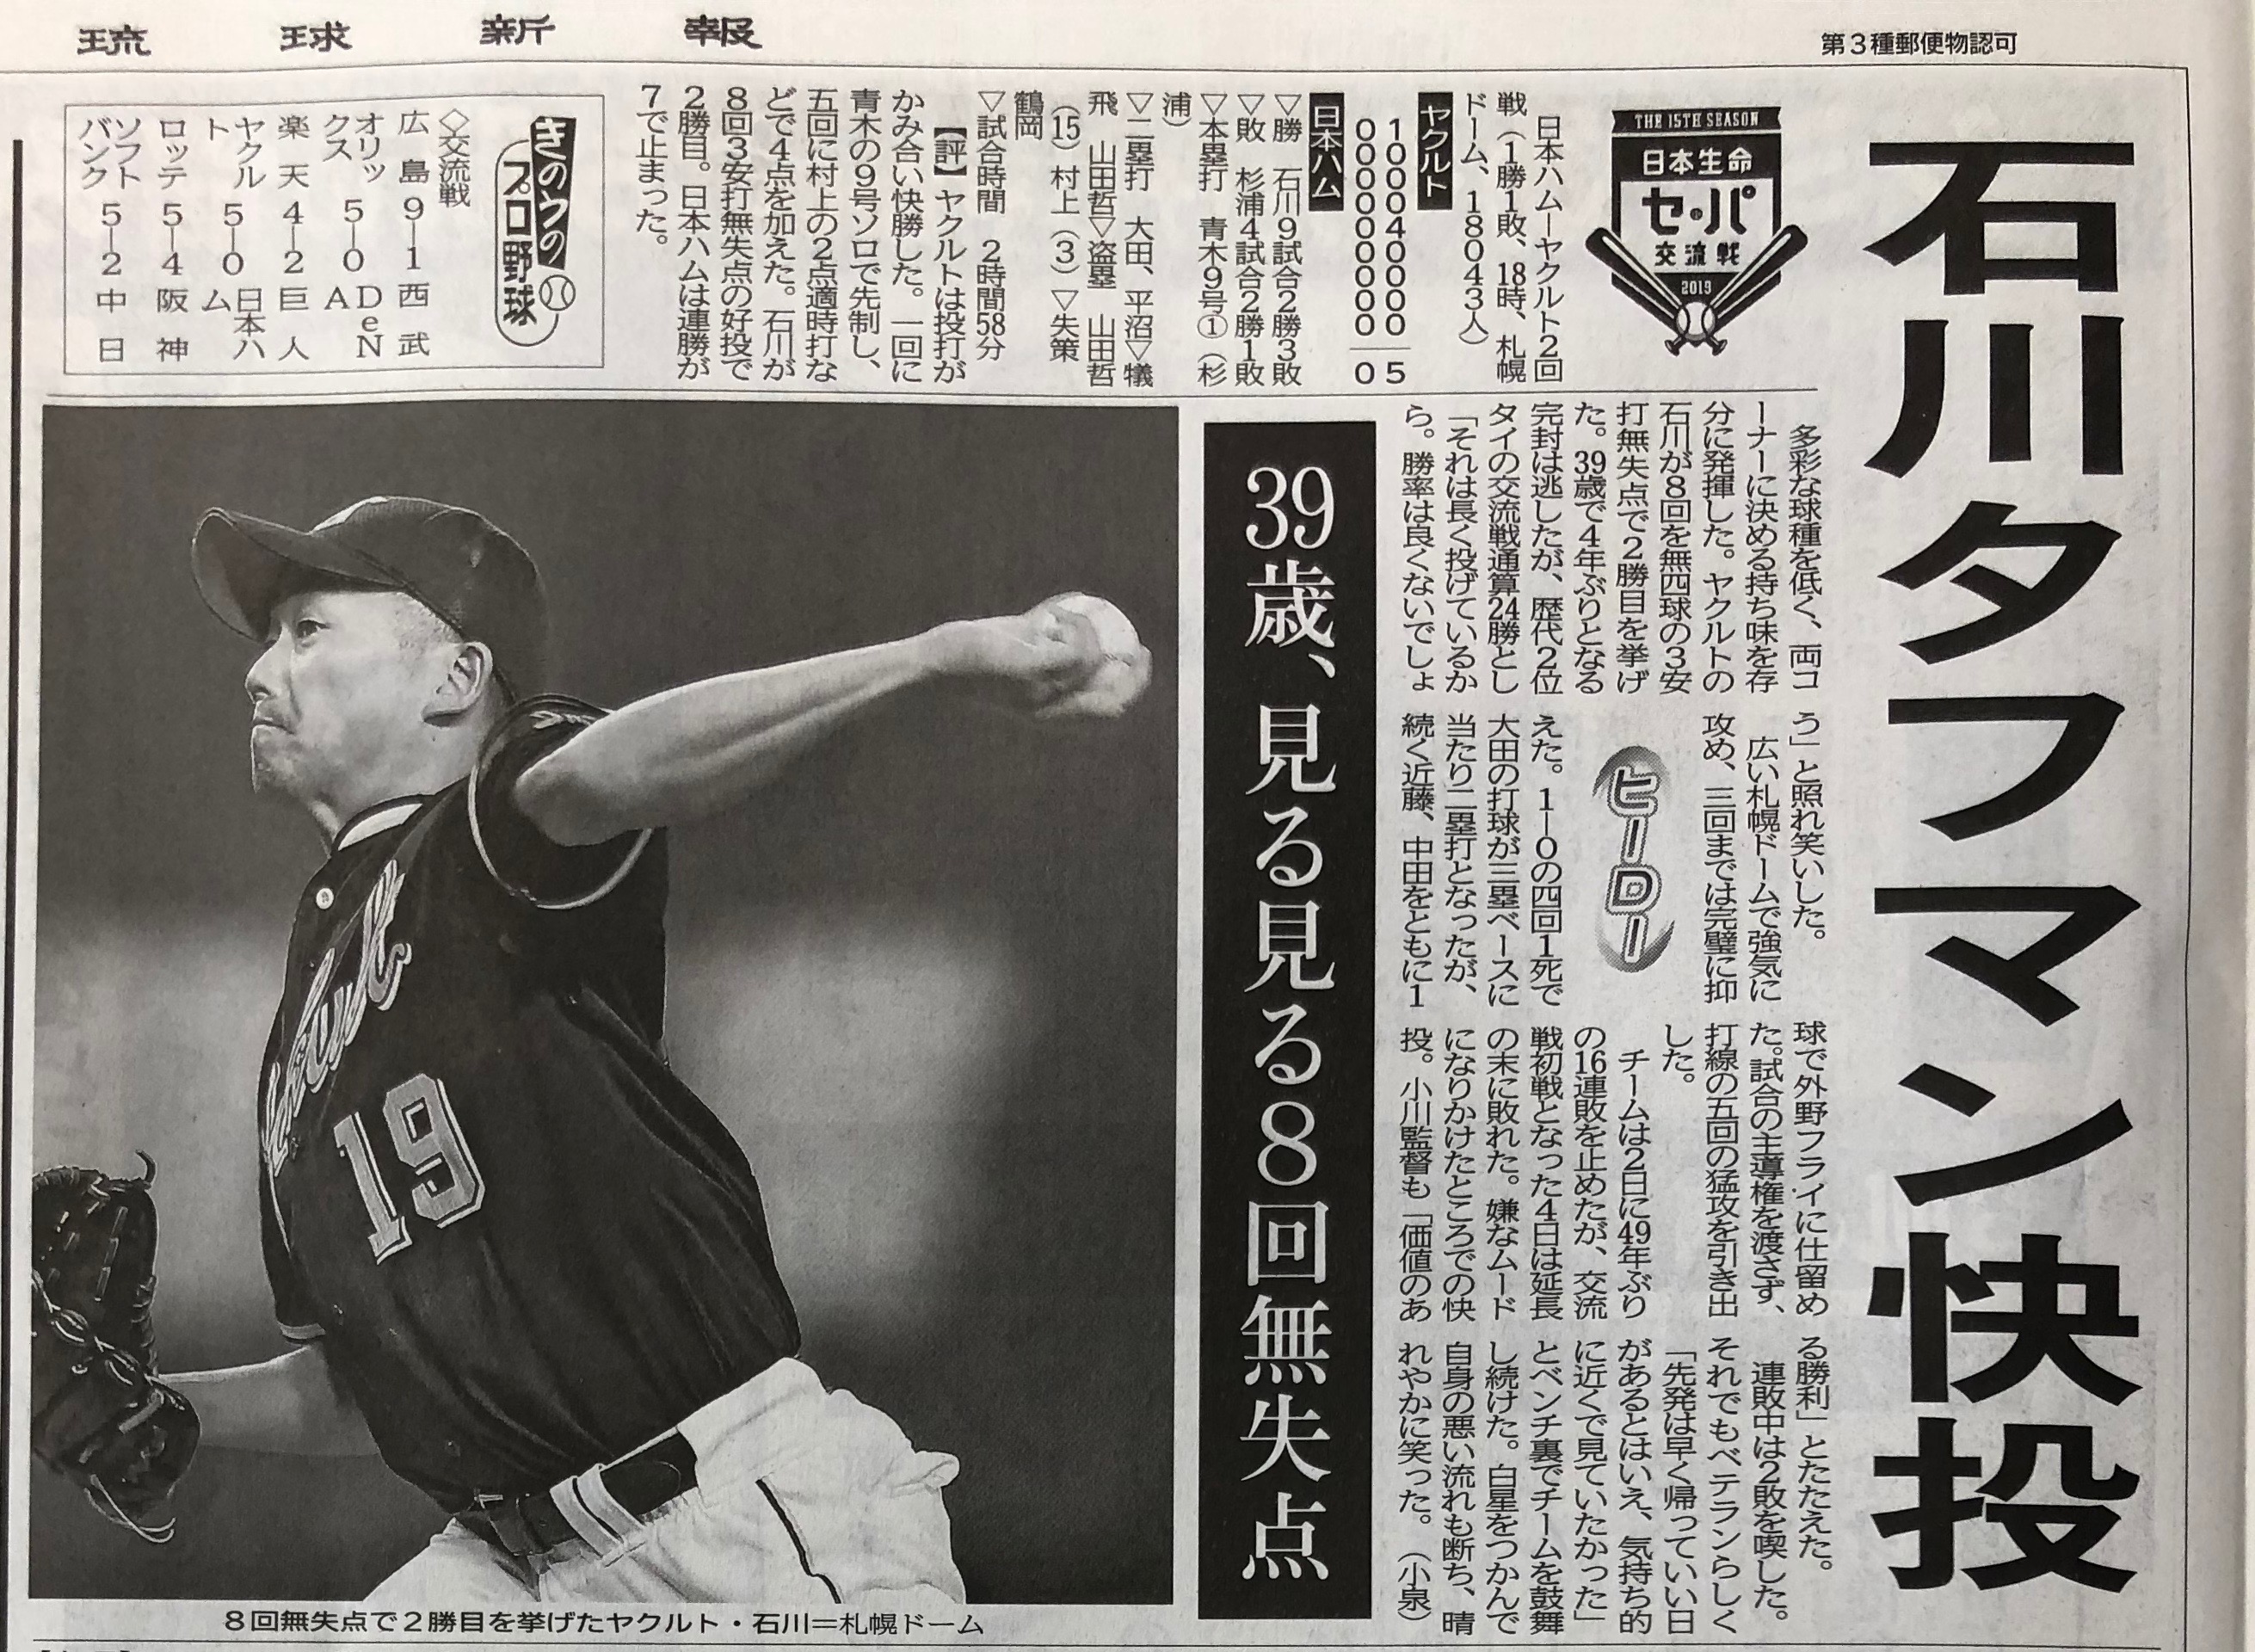 琉球新報
第3種郵便物認可
石川タフマン快投
39歳、見る見る8回無失点
THE 15TH SEASON
日本生命
セ・パ
交流戦
2019
日本ハム―ヤクルト2回
戦(1勝1敗、18時、札幌
ドーム、18043人)
ヤクルト
100040000 5
000000000 0
日本ハム
▽勝 石川9試合2勝3敗
▽敗 杉浦4試合2勝1敗
▽本塁打 青木9号①(杉
浦)
▽二塁打 大田、平沼▽犠
飛 山田哲▽盗塁 山田哲
(15)村上(3)▽失策
鶴岡
▽試合時間 2時間58分
【評】ヤクルトは投打が
かみ合い快勝した。一回に
青木の9号ソロで先制し、
五回に村上の2点適時打な
どで4点を加えた。石川が
8回3安打無失点の好投で
2勝目。日本ハムは連勝が
7で止まった。
きのうの
プロ野球
◇交流戦
広島9―1西武
オリッ
クス 5―0 DeN
A
楽天4―2巨人
ヤクル
ト 5―0 日本ハ
ム
ロッテ5―4阪神
ソフト
バンク 5―2 中日
多彩な球種を低く、両コ
ーナーに決める持ち味を存
分に発揮した。ヤクルトの
石川が8回を無四球の3安
打無失点で2勝目を挙げ
た。39歳で4年ぶりとなる
完封は逃したが、歴代2位
タイの交流戦通算24勝とし
「それは長く投げているか
ら。勝率は良くないでしょ
う」と照れ笑いした。
広い札幌ドームで強気に
攻め、三回までは完璧に抑
ヒーロー
えた。1―0の四回1死で
大田の打球が三塁ベースに
当たり二塁打となったが、
続く近藤、中田をともに1
球で外野フライに仕留め
た。試合の主導権を渡さず、
打線の五回の猛攻を引き出
した。
チームは2日に49年ぶり
の16連敗を止めたが、交流
戦初戦となった4日は延長
の末に敗れた。嫌なムード
になりかけたところでの快
投。小川監督も「価値のあ
る勝利」とたたえた。
連敗中は2敗を喫した。
それでもベテランらしく
「先発は早く帰っていい日
があるとはいえ、気持ち的
に近くで見ていたかった」
とベンチ裏でチームを鼓舞
し続けた。白星をつかんで
自身の悪い流れも断ち、晴
れやかに笑った。(小泉)
Yakult
19
8回無失点で2勝目を挙げたヤクルト・石川＝札幌ドーム